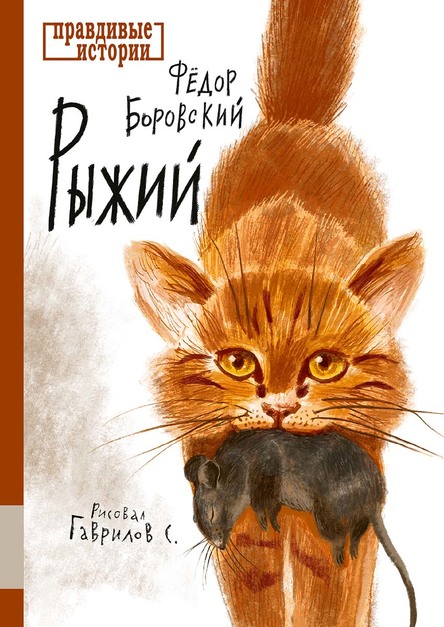 правдивые
истории
Фёдор
Боровский
Рыжий
Рисовал
Гаврилов С.